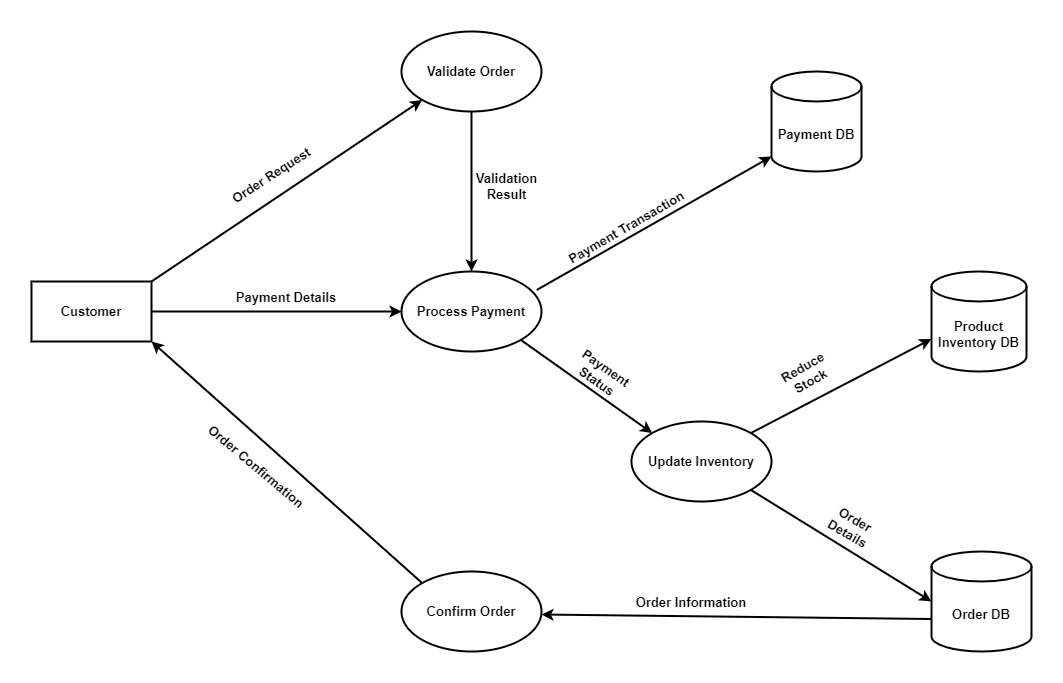 Validate Order
Payment DB
Order Request
Validation
Result
Payment Transaction
Customer
Payment Details
Process Payment
Product
Inventory DB
Payment
Status
Reduce
Stock
Update Inventory
Order Confirmation
Order
Details
Confirm Order
Order Information
Order DB